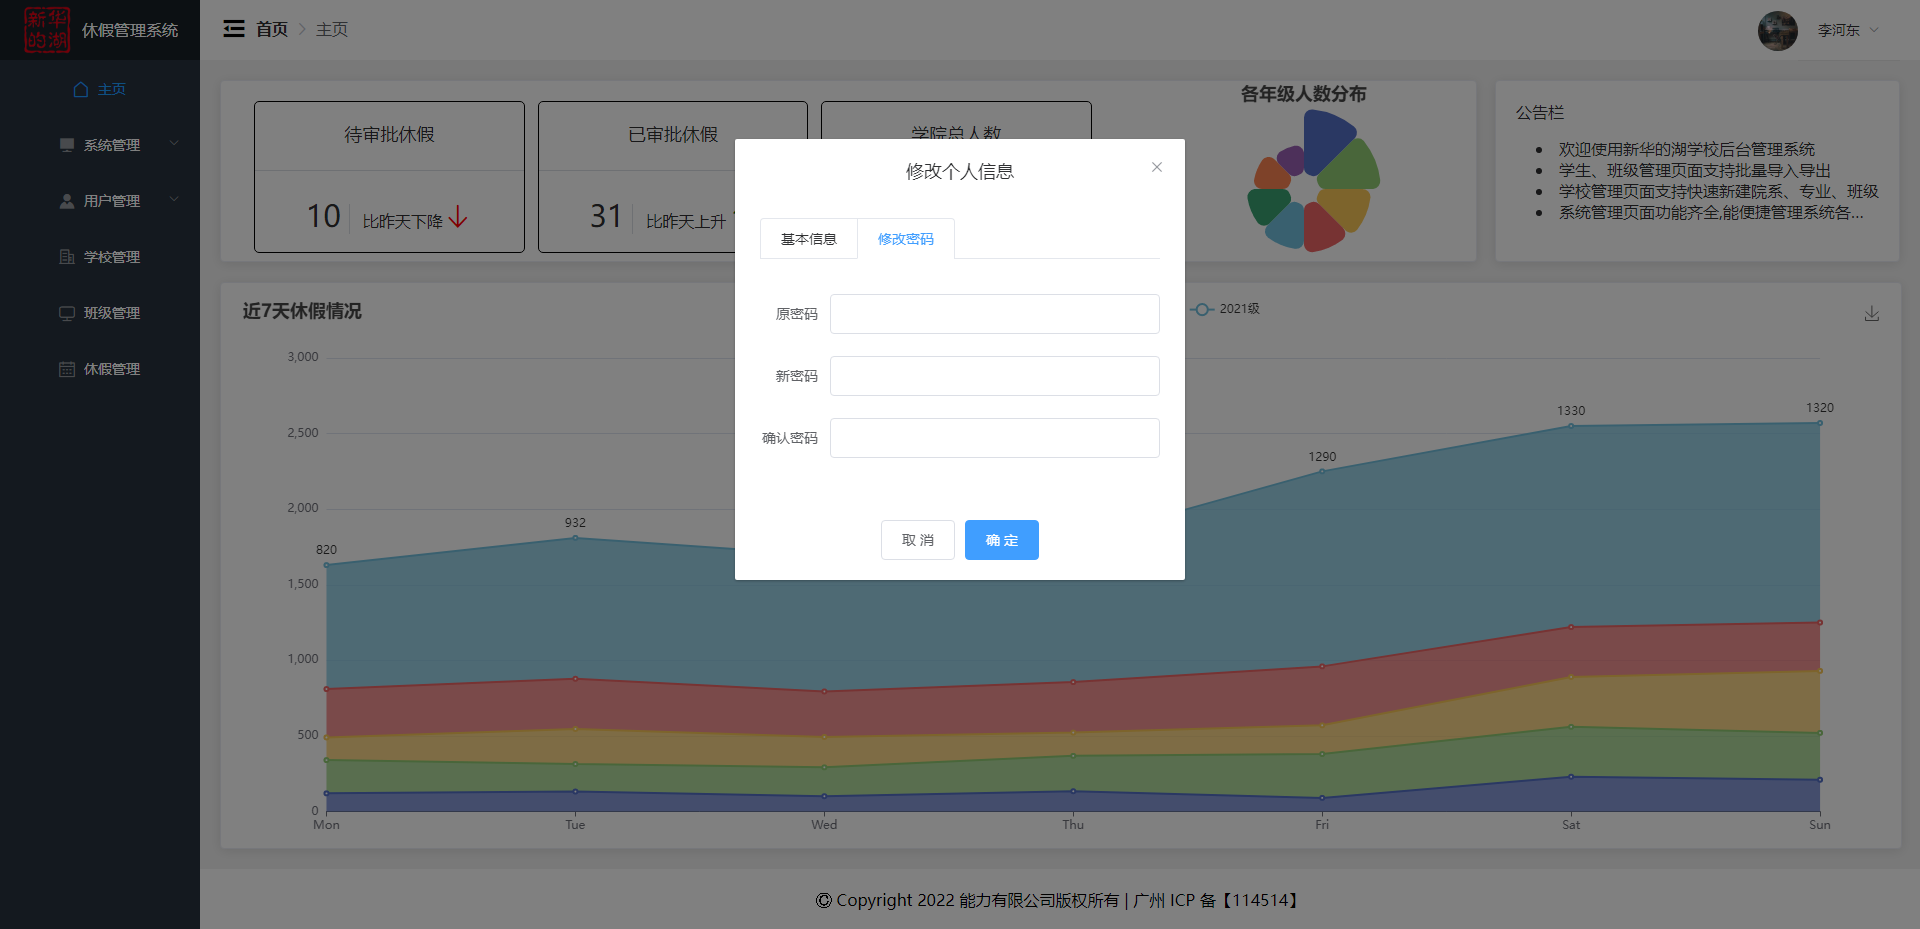 新华
的湖
休假管理系统
首页
主页
李河东
主页
系统管理
用户管理
学校管理
班级管理
休假管理
待审批休假
10
比昨天下降
已审批休假
31
比昨天上升
学院总人数
各年级人数分布
公告栏
欢迎使用新华的湖学校后台管理系统
学生、班级管理页面支持批量导入导出
学校管理页面支持快速新建院系、专业、班级
系统管理页面功能齐全,能便捷管理系统各...
修改个人信息
基本信息
修改密码
原密码
新密码
确认密码
取 消
确 定
近7天休假情况
2021级
3,000
2,500
2,000
1,500
1,000
500
0
820
932
1290
1330
1320
Mon
Tue
Wed
Thu
Fri
Sat
Sun
© Copyright 2022 能力有限公司版权所有 | 广州 ICP 备【114514】